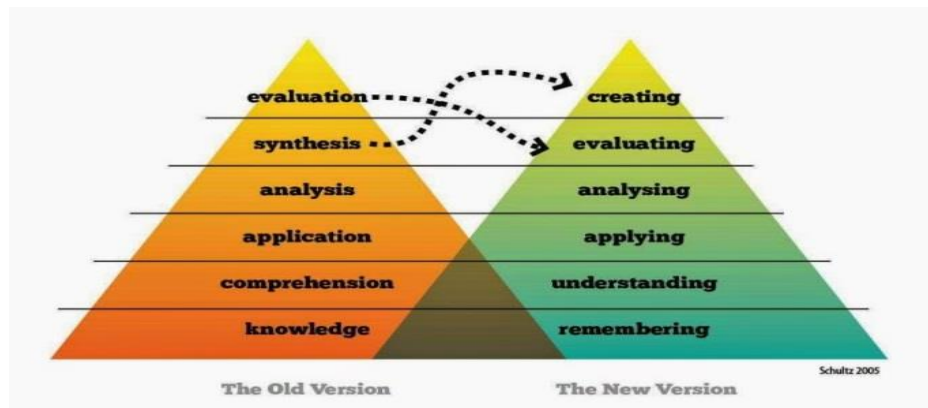 evaluation creating
synthesis evaluating
analysis analysing
application applying
comprehension understanding
knowledge remembering
Schultz 2005
The Old Version The New Version